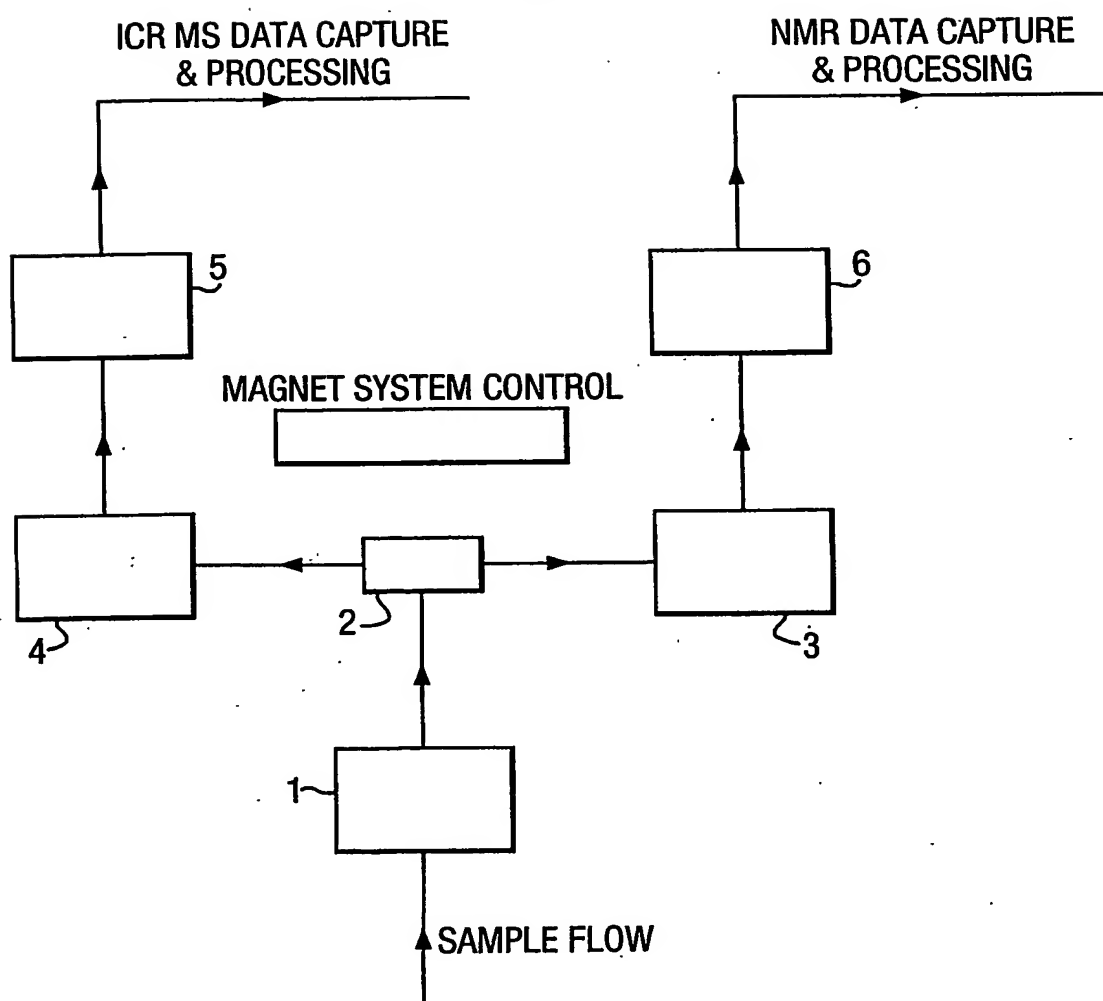 ICR MS DATA CAPTURE
& PROCESSING
NMR DATA CAPTURE
& PROCESSING
5
6
MAGNET SYSTEM CONTROL
4
2
3
1
SAMPLE FLOW